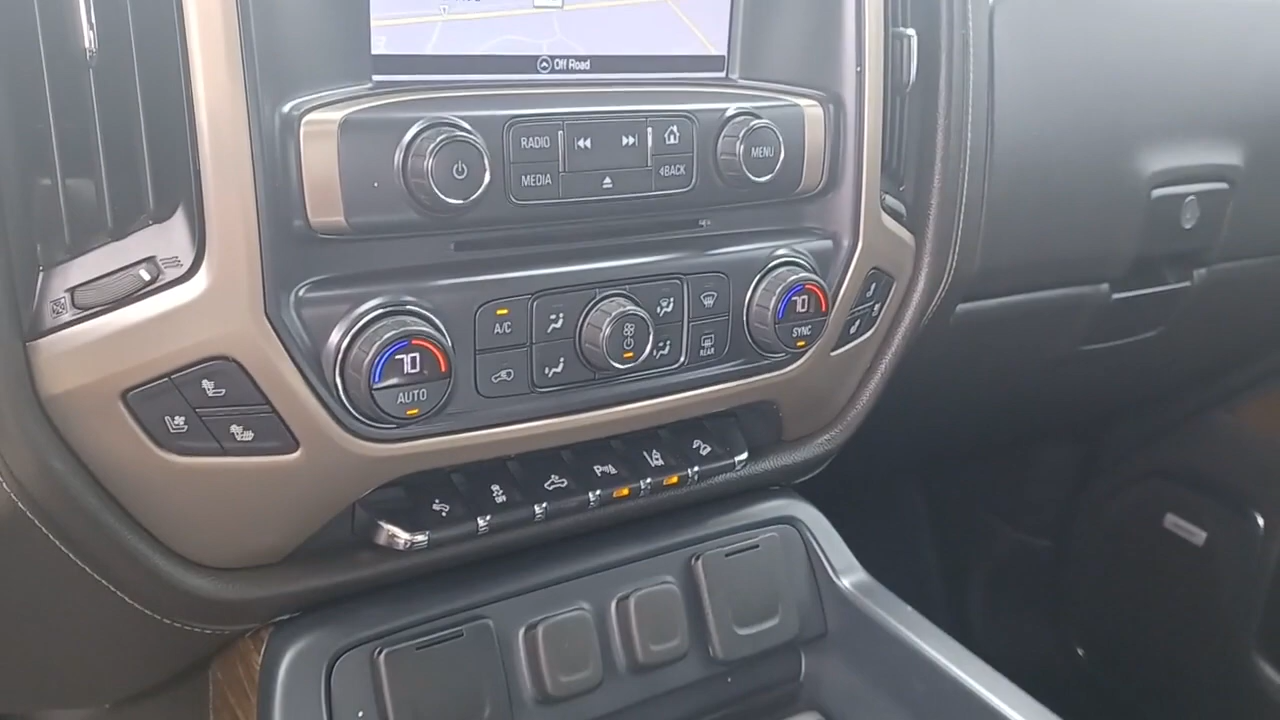 Off Road
RADIO
MEDIA
BACK
MENU
A/C
70
AUTO
REAR
70
SYNC